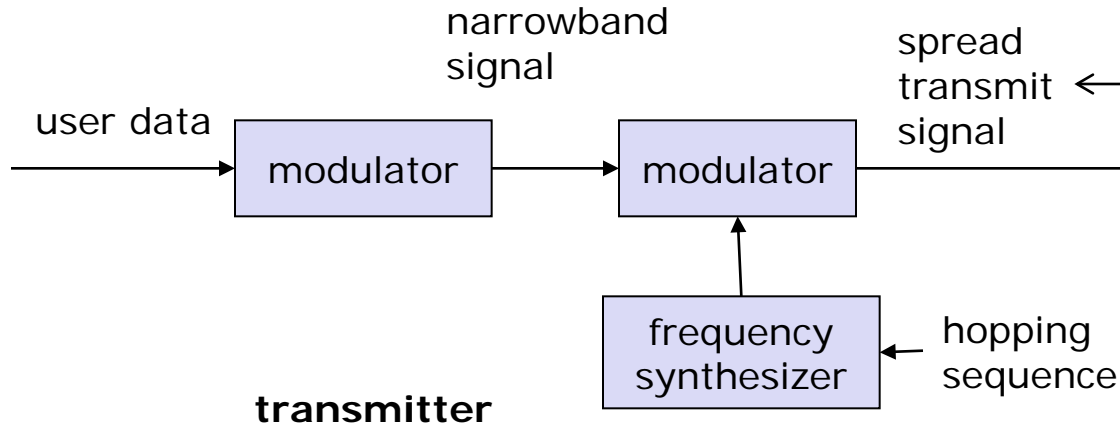 narrowband
signal
spread
transmit
signal
user data
modulator
modulator
frequency
synthesizer
hopping
sequence
transmitter